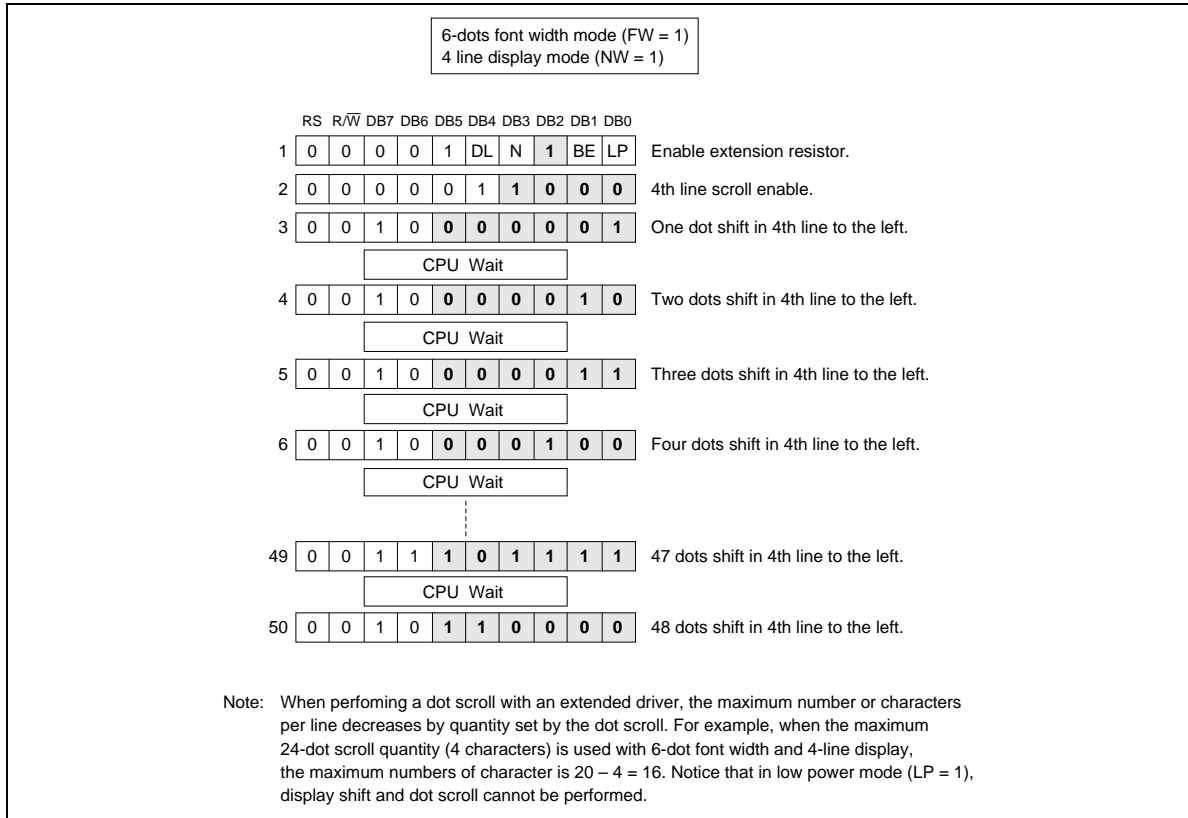 6-dots font width mode (FW = 1)
4 line display mode (NW = 1)
RS R/W̅ DB7 DB6 DB5 DB4 DB3 DB2 DB1 DB0
1 0 0 0 0 1 DL N 1 BE LP Enable extension resistor.
2 0 0 0 0 0 1 1 0 0 0 4th line scroll enable.
3 0 0 1 0 0 0 0 0 0 1 One dot shift in 4th line to the left.
CPU Wait
4 0 0 1 0 0 0 0 0 1 0 Two dots shift in 4th line to the left.
CPU Wait
5 0 0 1 0 0 0 0 0 1 1 Three dots shift in 4th line to the left.
CPU Wait
6 0 0 1 0 0 0 0 1 0 0 Four dots shift in 4th line to the left.
CPU Wait
49 0 0 1 1 1 0 1 1 1 1 47 dots shift in 4th line to the left.
CPU Wait
50 0 0 1 0 1 1 0 0 0 0 48 dots shift in 4th line to the left.
Note: When perfoming a dot scroll with an extended driver, the maximum number or characters
per line decreases by quantity set by the dot scroll. For example, when the maximum
24-dot scroll quantity (4 characters) is used with 6-dot font width and 4-line display,
the maximum numbers of character is 20 – 4 = 16. Notice that in low power mode (LP = 1),
display shift and dot scroll cannot be performed.